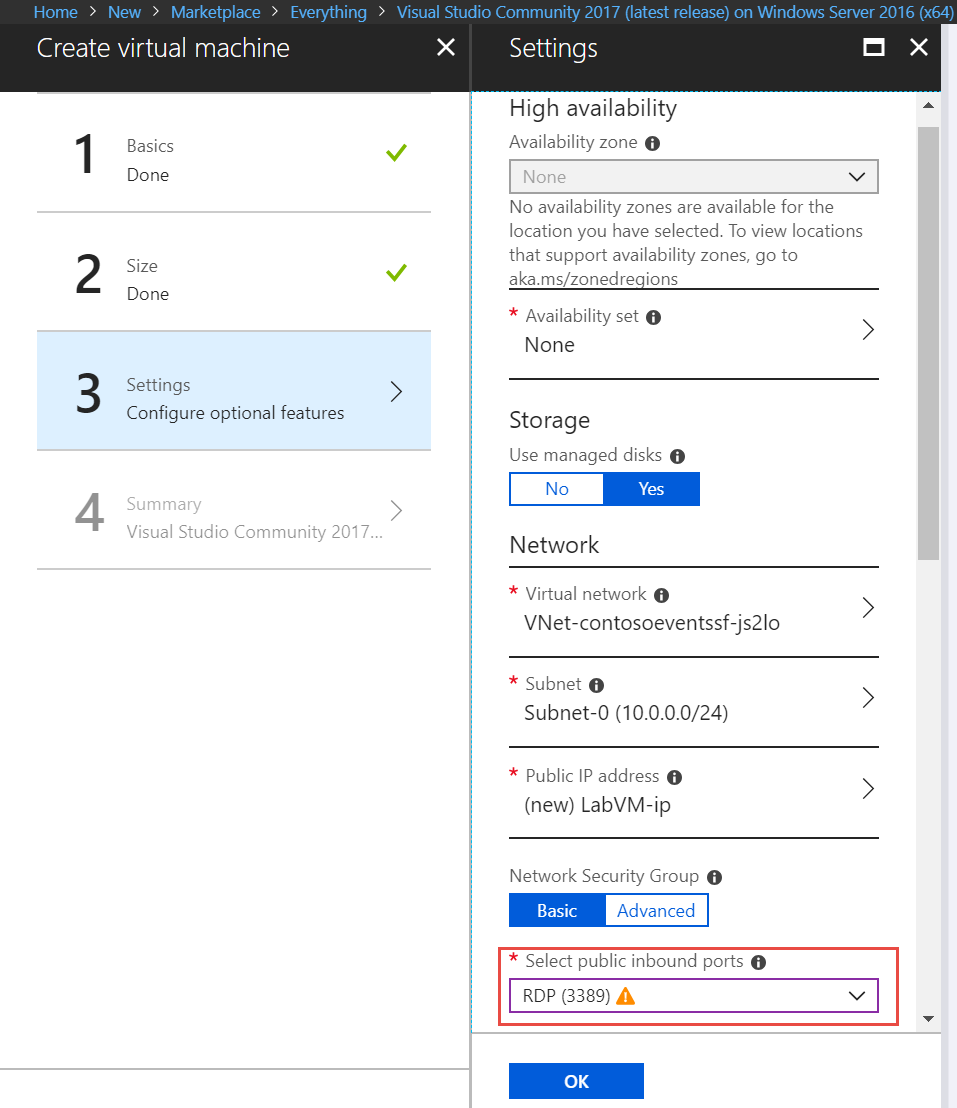 Home > New > Marketplace > Everything > Visual Studio Community 2017 (latest release) on Windows Server 2016 (x64)
Create virtual machine
1
Basics
Done
2
Size
Done
3
Settings
Configure optional features
4
Summary
Visual Studio Community 2017...
Settings
High availability
Availability zone
None
No availability zones are available for the
location you have selected. To view locations
that support availability zones, go to
aka.ms/zonedregions
* Availability set
None
Storage
Use managed disks
No Yes
Network
* Virtual network
VNet-contosoeventssf-js2lo
* Subnet
Subnet-0 (10.0.0.0/24)
* Public IP address
(new) LabVM-ip
Network Security Group
Basic Advanced
* Select public inbound ports
RDP (3389)
OK